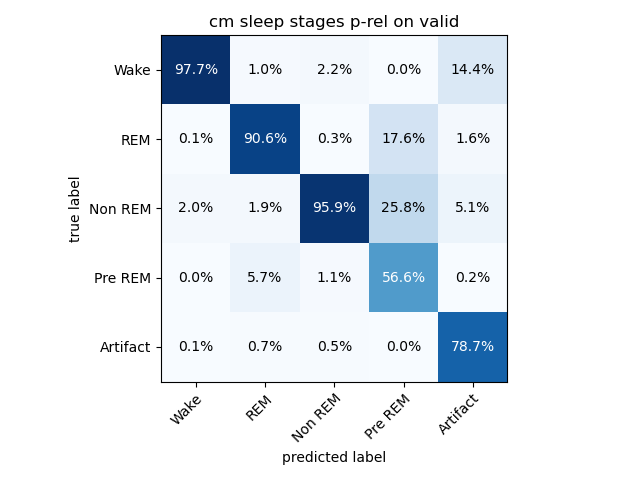 cm sleep stages p-rel on valid
Wake 97.7% 1.0% 2.2% 0.0% 14.4%
REM 0.1% 90.6% 0.3% 17.6% 1.6%
Non REM 2.0% 1.9% 95.9% 25.8% 5.1%
Pre REM 0.0% 5.7% 1.1% 56.6% 0.2%
Artifact 0.1% 0.7% 0.5% 0.0% 78.7%
true label
Wake REM Non REM Pre REM Artifact
predicted label